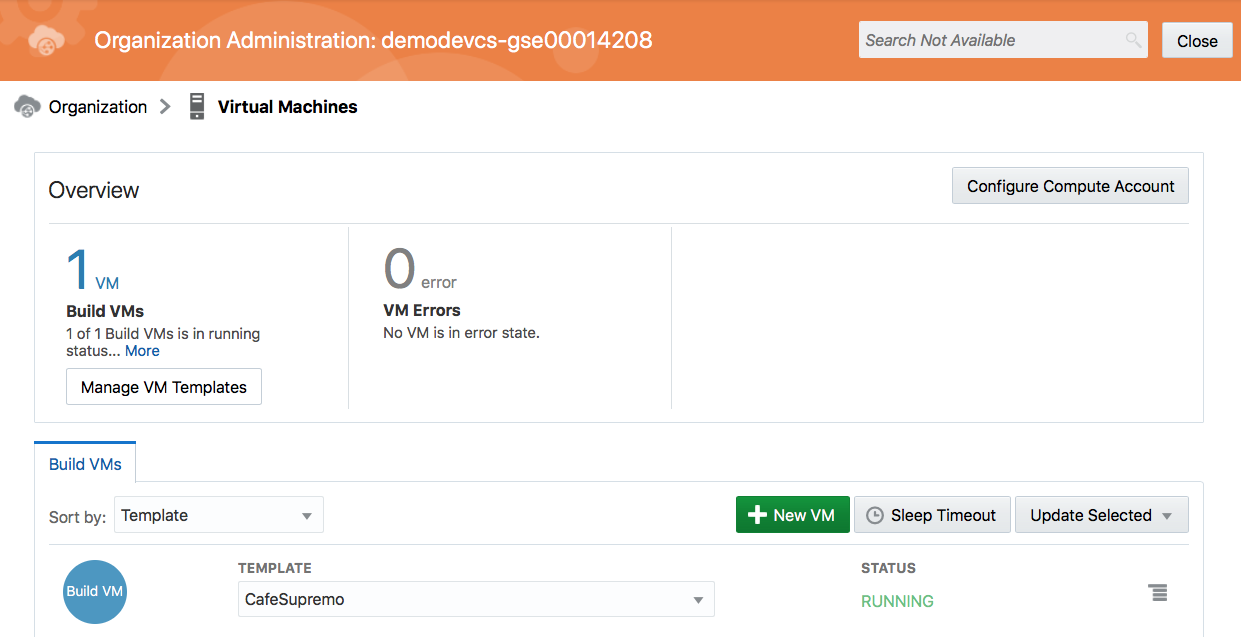 Organization Administration: demodevcs-gse00014208
Search Not Available
Close
Organization
Virtual Machines
Overview
Configure Compute Account
1 VM
Build VMs
1 of 1 Build VMs is in running
status... More
Manage VM Templates
0 error
VM Errors
No VM is in error state.
Build VMs
Sort by: Template
New VM
Sleep Timeout
Update Selected
Build VM
TEMPLATE
CafeSupremo
STATUS
RUNNING